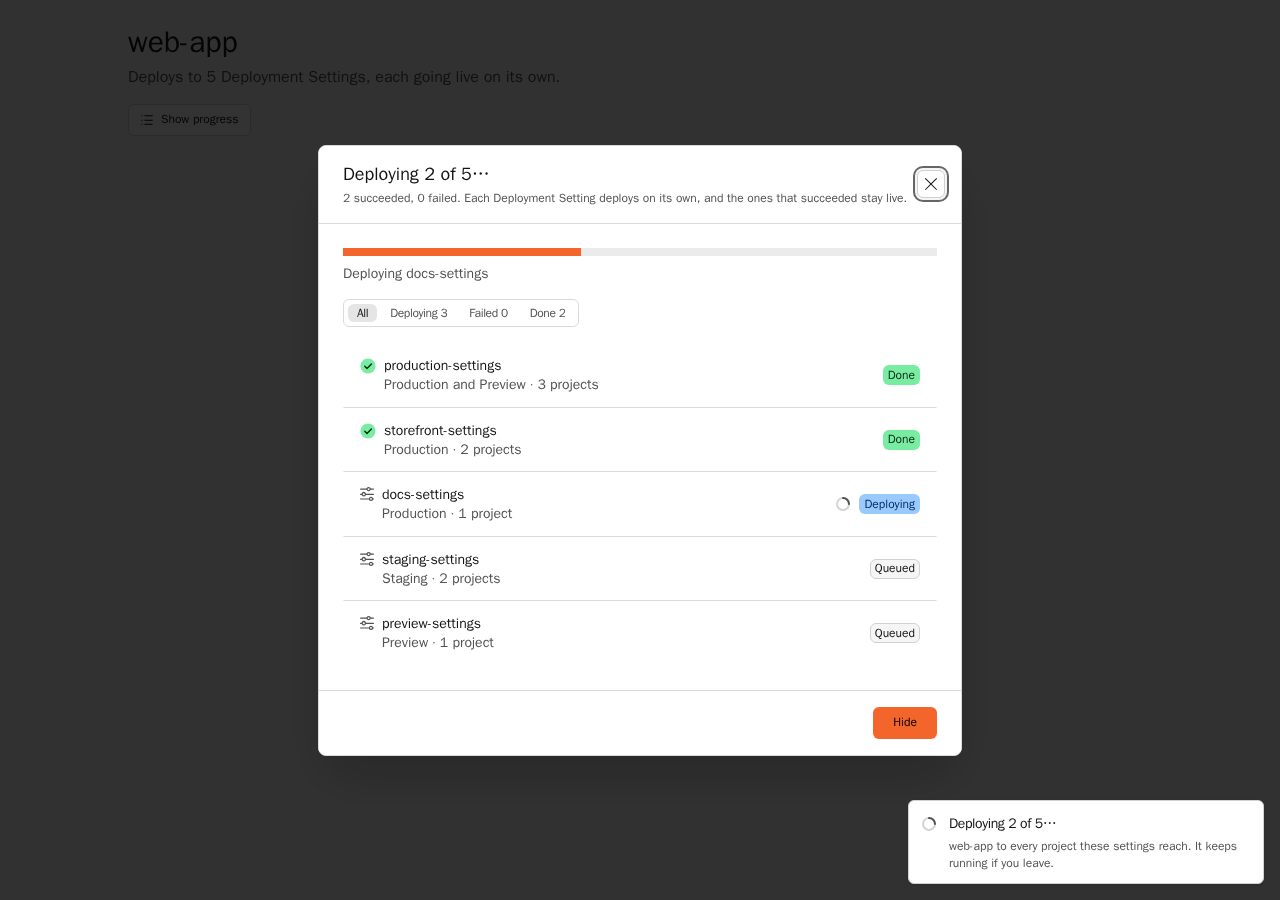 web-app
Deploys to 5 Deployment Settings, each going live on its own.
Show progress
Deploying 2 of 5···
2 succeeded, 0 failed. Each Deployment Setting deploys on its own, and the ones that succeeded stay live.
Deploying docs-settings
All Deploying 3 Failed 0 Done 2
production-settings
Production and Preview · 3 projects
Done
storefront-settings
Production · 2 projects
Done
docs-settings
Production · 1 project
Deploying
staging-settings
Staging · 2 projects
Queued
preview-settings
Preview · 1 project
Queued
Hide
Deploying 2 of 5···
web-app to every project these settings reach. It keeps
running if you leave.